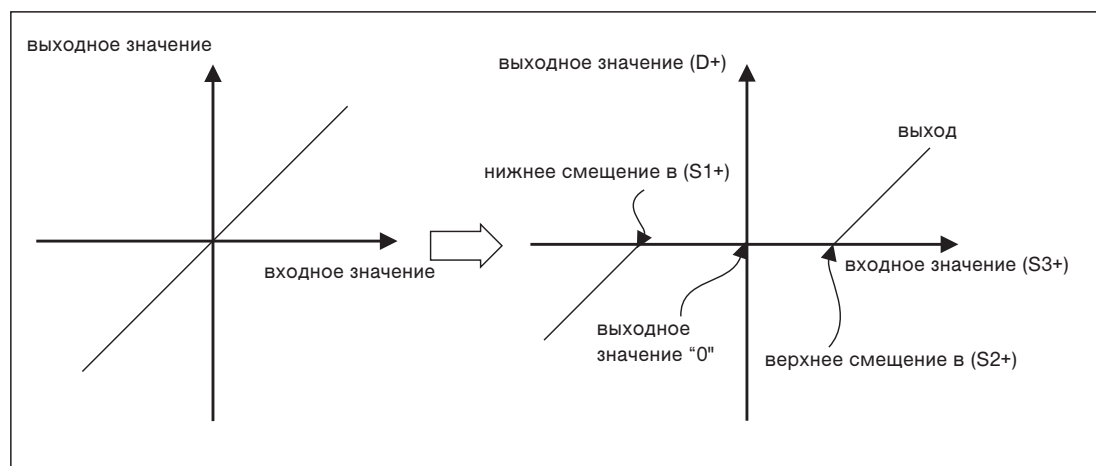 выходное значение
входное значение
выходное значение (D+)
выход
нижнее смещение в (S1+)
входное значение (S3+)
выходное
значение “0"
верхнее смещение в (S2+)